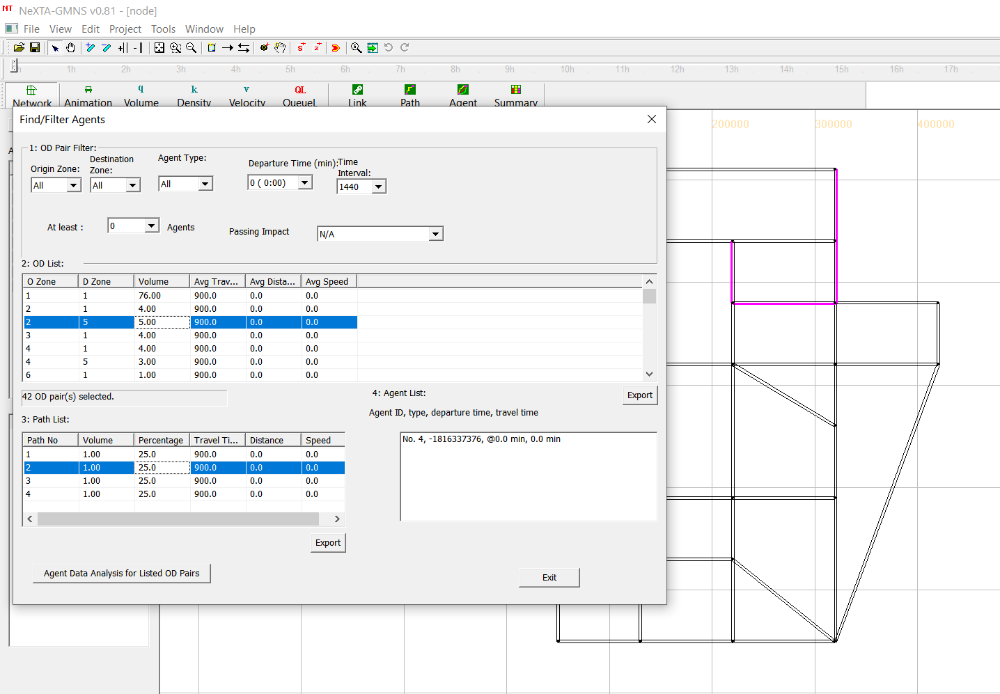 NT NeXTA-GMNS v0.81 - [node]
File View Edit Project Tools Window Help
1h 2h 3h 4h 5h 6h 7h 8h 9h 10h 11h 12h 13h 14h 15h 16h 17h
q k v QL
Network Animation Volume Density Velocity QueueL Link Path Agent Summary
Find/Filter Agents
200000 300000 400000
1: OD Pair Filter:
Origin Zone: Destination Zone: Agent Type: Departure Time (min): Time Interval:
All All All 0 ( 0:00) 1440
At least : 0 Agents Passing Impact N/A
2: OD List:
O Zone D Zone Volume Avg Trav... Avg Dista... Avg Speed
1 1 76.00 900.0 0.0 0.0
2 1 4.00 900.0 0.0 0.0
2 5 5.00 900.0 0.0 0.0
3 1 4.00 900.0 0.0 0.0
4 1 4.00 900.0 0.0 0.0
4 5 3.00 900.0 0.0 0.0
6 1 1.00 900.0 0.0 0.0
42 OD pair(s) selected.
4: Agent List:
Export
Agent ID, type, departure time, travel time
3: Path List:
Path No Volume Percentage Travel Ti... Distance Speed
1 1.00 25.0 900.0 0.0 0.0
2 1.00 25.0 900.0 0.0 0.0
3 1.00 25.0 900.0 0.0 0.0
4 1.00 25.0 900.0 0.0 0.0
No. 4, -1816337376, @0.0 min, 0.0 min
Export
Agent Data Analysis for Listed OD Pairs
Exit